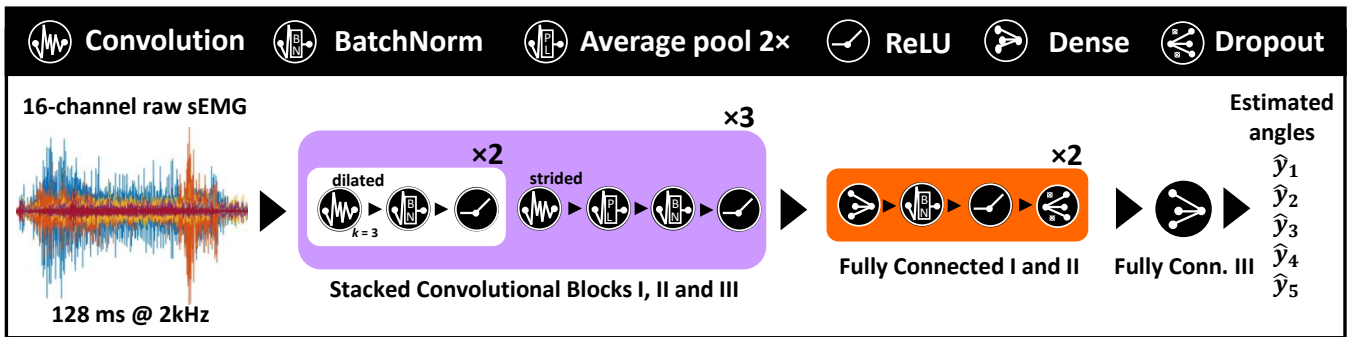 Convolution BatchNorm Average pool 2× ReLU Dense Dropout
16-channel raw sEMG
128 ms @ 2kHz
×3
×2
dilated
k = 3
strided
Stacked Convolutional Blocks I, II and III
×2
Fully Connected I and II
Fully Conn. III
Estimated
angles
ŷ₁
ŷ₂
ŷ₃
ŷ₄
ŷ₅